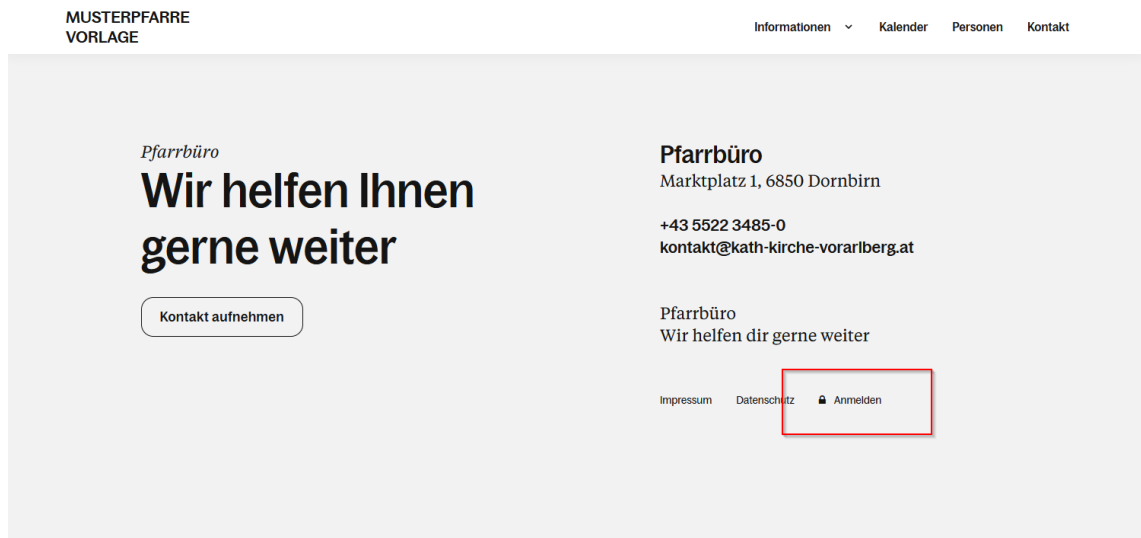 MUSTERPFARRE
VORLAGE
Informationen Kalender Personen Kontakt
Pfarrbüro
Wir helfen Ihnen
gerne weiter
Kontakt aufnehmen
Pfarrbüro
Marktplatz 1, 6850 Dornbirn
+43 5522 3485-0
kontakt@kath-kirche-vorarlberg.at
Pfarrbüro
Wir helfen dir gerne weiter
Impressum Datenschutz Anmelden